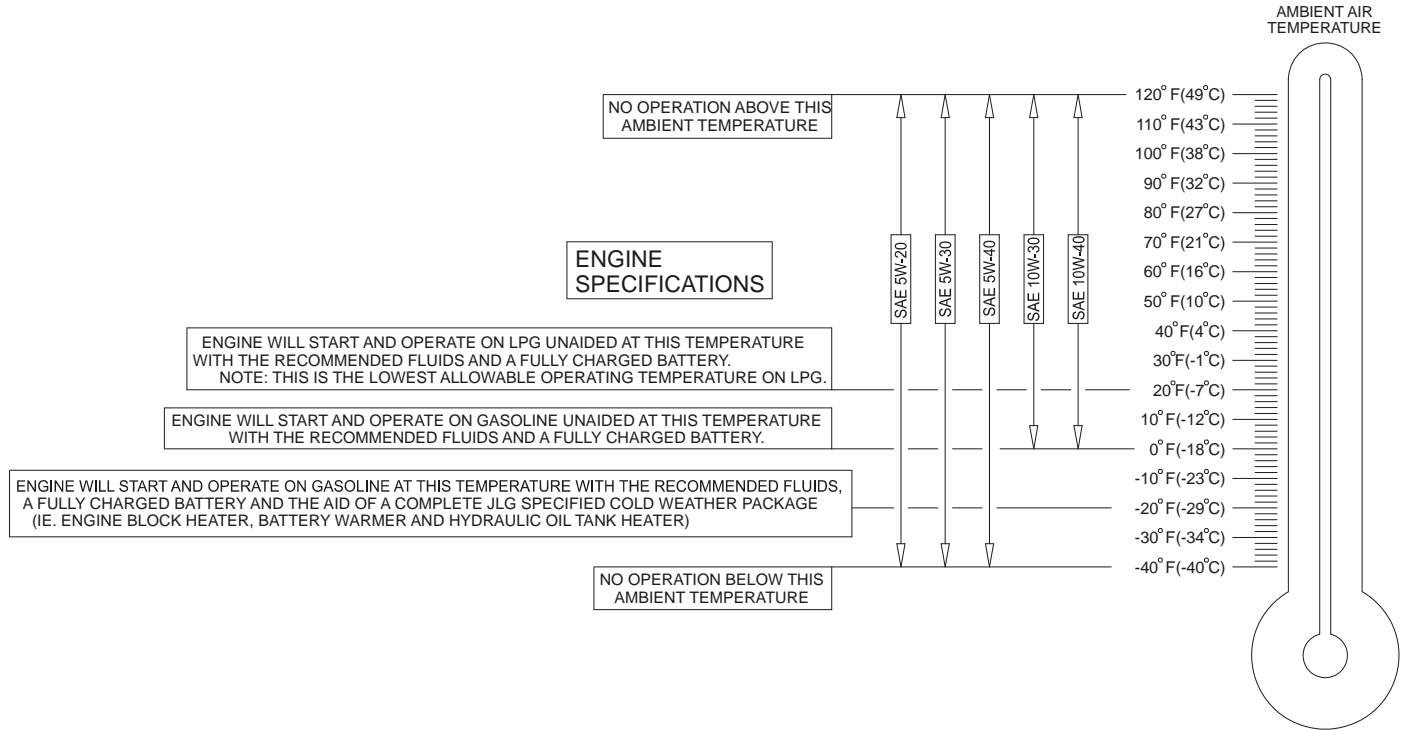 AMBIENT AIR
TEMPERATURE
NO OPERATION ABOVE THIS
AMBIENT TEMPERATURE
120° F(49°C)
110° F(43°C)
100° F(38°C)
90° F(32°C)
80° F(27°C)
70° F(21°C)
60° F(16°C)
50° F(10°C)
40°F(4°C)
30°F(-1°C)
20°F(-7°C)
10° F(-12°C)
0° F(-18°C)
-10° F(-23°C)
-20° F(-29°C)
-30° F(-34°C)
-40° F(-40°C)
SAE 5W-20
SAE 5W-30
SAE 5W-40
SAE 10W-30
SAE 10W-40
ENGINE
SPECIFICATIONS
ENGINE WILL START AND OPERATE ON LPG UNAIDED AT THIS TEMPERATURE
WITH THE RECOMMENDED FLUIDS AND A FULLY CHARGED BATTERY.
NOTE: THIS IS THE LOWEST ALLOWABLE OPERATING TEMPERATURE ON LPG.
ENGINE WILL START AND OPERATE ON GASOLINE UNAIDED AT THIS TEMPERATURE
WITH THE RECOMMENDED FLUIDS AND A FULLY CHARGED BATTERY.
ENGINE WILL START AND OPERATE ON GASOLINE AT THIS TEMPERATURE WITH THE RECOMMENDED FLUIDS,
A FULLY CHARGED BATTERY AND THE AID OF A COMPLETE JLG SPECIFIED COLD WEATHER PACKAGE
(IE. ENGINE BLOCK HEATER, BATTERY WARMER AND HYDRAULIC OIL TANK HEATER)
NO OPERATION BELOW THIS
AMBIENT TEMPERATURE